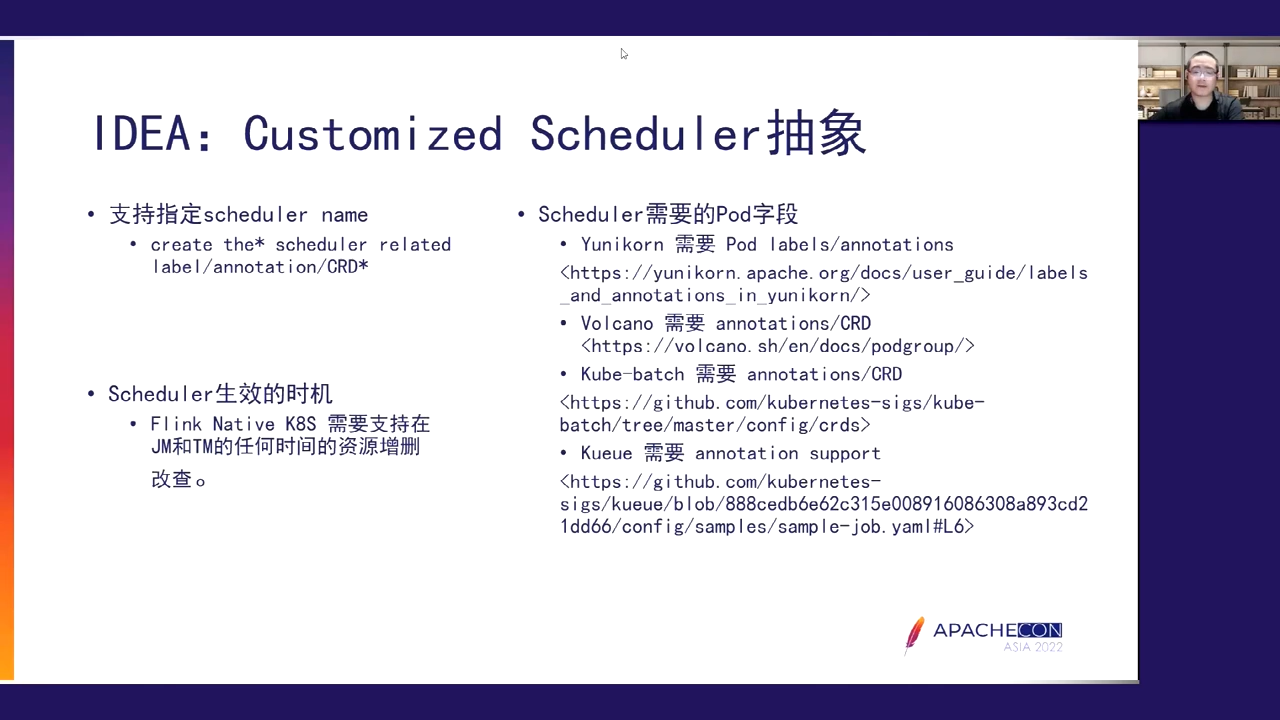 IDEA：Customized Scheduler抽象
• 支持指定scheduler name
• create the* scheduler related
label/annotation/CRD*
• Scheduler生效的时机
• Flink Native K8S 需要支持在
JM和TM的任何时间的资源增删
改查。
• Scheduler需要的Pod字段
• Yunikorn 需要 Pod labels/annotations
<https://yunikorn.apache.org/docs/user_guide/labels
_and_annotations_in_yunikorn/>
• Volcano 需要 annotations/CRD
<https://volcano.sh/en/docs/podgroup/>
• Kube-batch 需要 annotations/CRD
<https://github.com/kubernetes-sigs/kube-
batch/tree/master/config/crds>
• Kueue 需要 annotation support
<https://github.com/kubernetes-
sigs/kueue/blob/888cedb6e62c315e008916086308a893cd2
1dd66/config/samples/sample-job.yaml#L6>
APACHECON
ASIA 2022